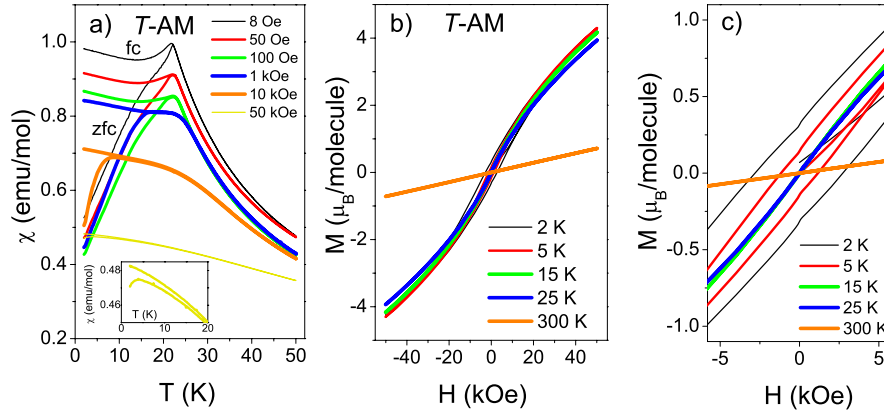 a)
T-AM
8 Oe
50 Oe
100 Oe
1 kOe
10 kOe
50 kOe
fc
zfc
χ (emu/mol)
1.0
0.8
0.6
0.4
0.2
0 10 20 30 40 50
T (K)
χ (emu/mol)
0.48
0.46
T (K)
0 10 20
b)
T-AM
M (μB/molecule)
4
2
0
-2
-4
2 K
5 K
15 K
25 K
300 K
-40 -20 0 20 40
H (kOe)
c)
M (μB/molecule)
1.0
0.5
0.0
-0.5
-1.0
2 K
5 K
15 K
25 K
300 K
-5 0 5
H (kOe)